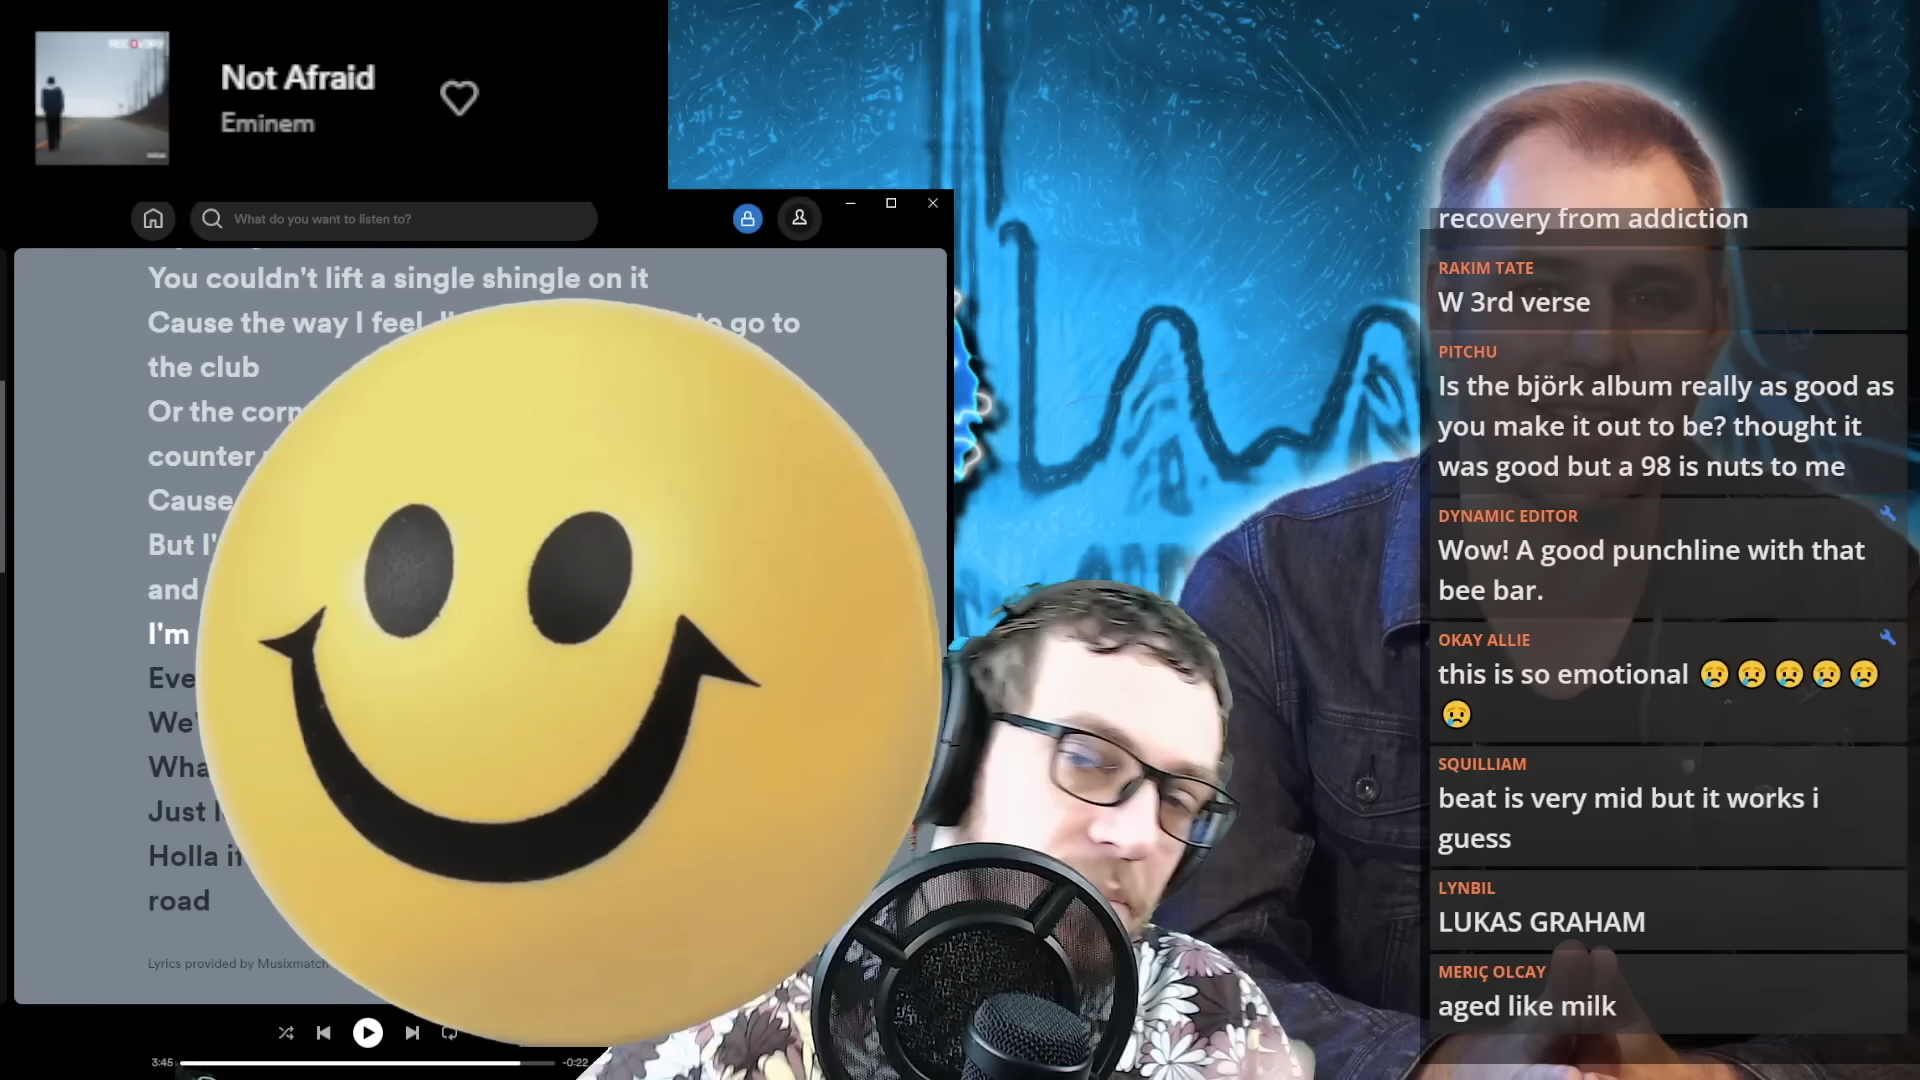 Not Afraid
Eminem
What do you want to listen to?
You couldn't lift a single shingle on it
Cause the way I feel to go to
the club
Or the
counter
Cause
But
and
I'm
Just
Holla
road
Lyrics provided by Musixmatch
3:45
-0:22
recovery from addiction
RAKIM TATE
W 3rd verse
PITCHU
Is the björk album really as good as
you make it out to be? thought it
was good but a 98 is nuts to me
DYNAMIC EDITOR
Wow! A good punchline with that
bee bar.
OKAY ALLIE
this is so emotional 😢😢😢😢😢
😢
SQUILLIAM
beat is very mid but it works i
guess
LYNBIL
LUKAS GRAHAM
MERIÇ OLCAY
aged like milk